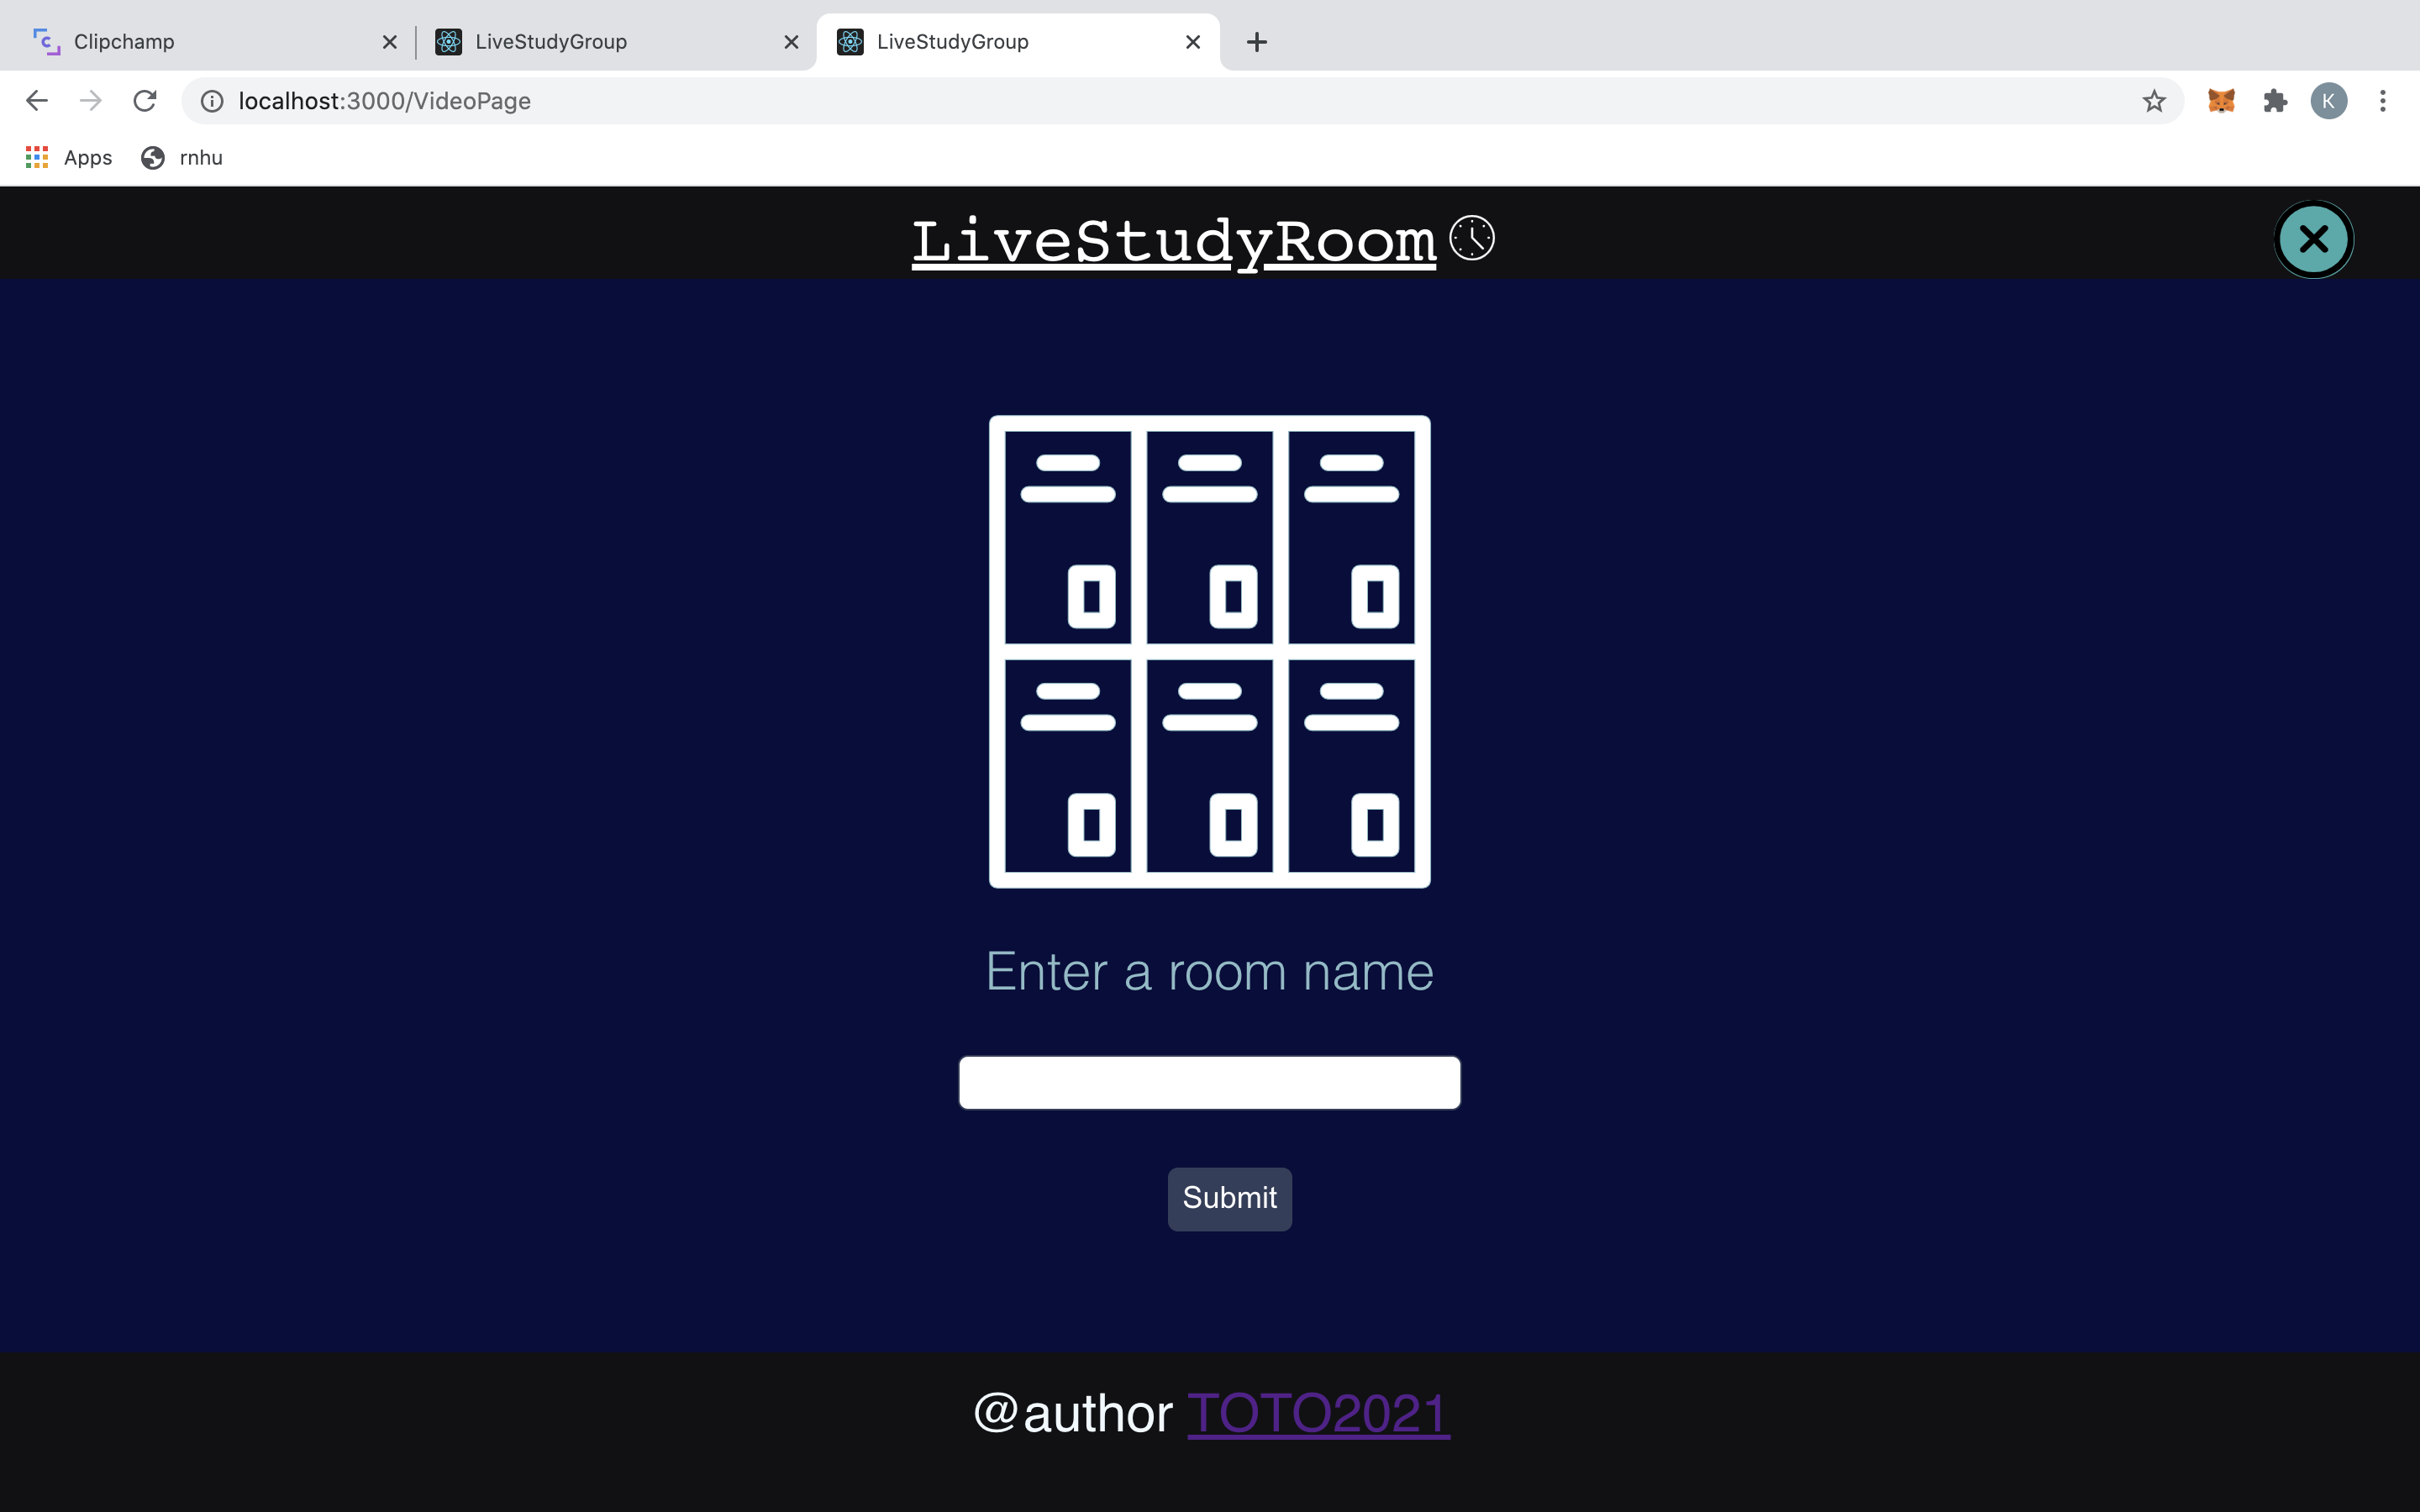 Clipchamp
LiveStudyGroup
LiveStudyGroup
localhost:3000/VideoPage
K
Apps
rnhu
LiveStudyRoom
Enter a room name
Submit
@author TOTO2021